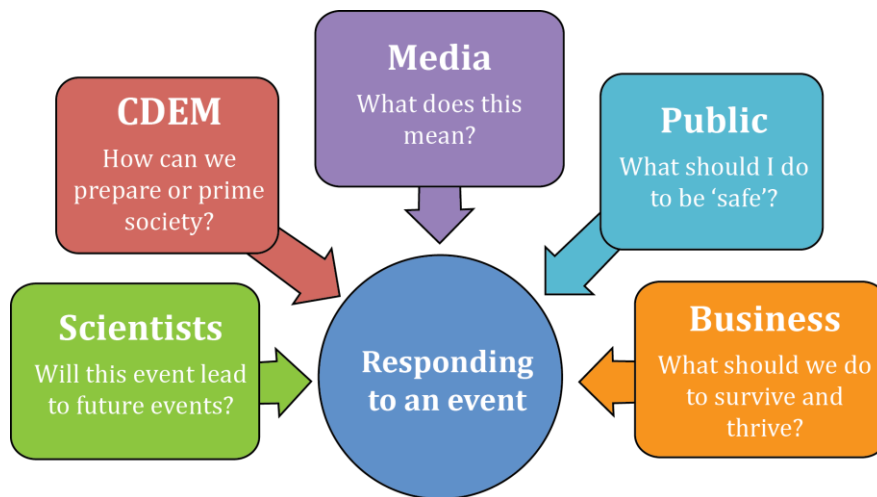 Scientists
Will this event lead
to future events?
CDEM
How can we
prepare or prime
society?
Media
What does this
mean?
Public
What should I do
to be ‘safe’?
Business
What should we do
to survive and
thrive?
Responding
to an event